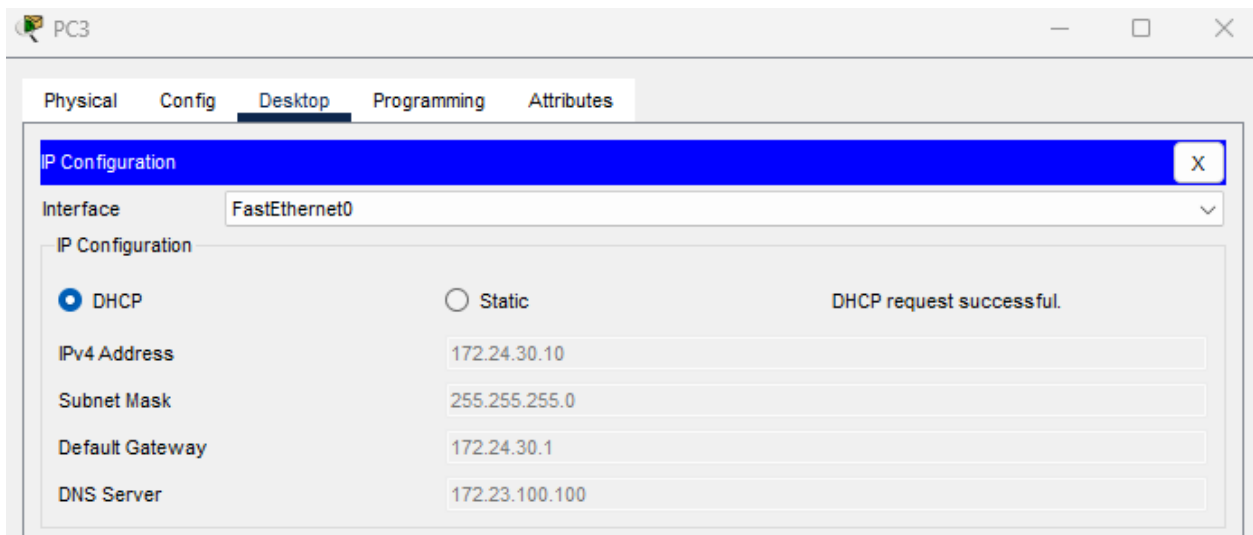 PC3
Physical Config Desktop Programming Attributes
IP Configuration X
Interface FastEthernet0
IP Configuration
DHCP Static DHCP request successful.
IPv4 Address 172.24.30.10
Subnet Mask 255.255.255.0
Default Gateway 172.24.30.1
DNS Server 172.23.100.100